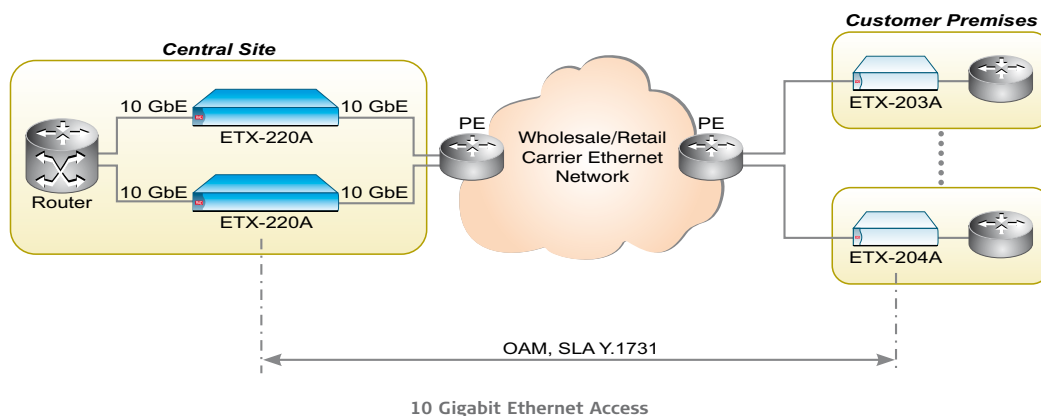 Central Site
Customer Premises
10 GbE
10 GbE
ETX-220A
10 GbE
10 GbE
ETX-220A
Router
PE
Wholesale/Retail
Carrier Ethernet
Network
PE
ETX-203A
ETX-204A
OAM, SLA Y.1731
10 Gigabit Ethernet Access